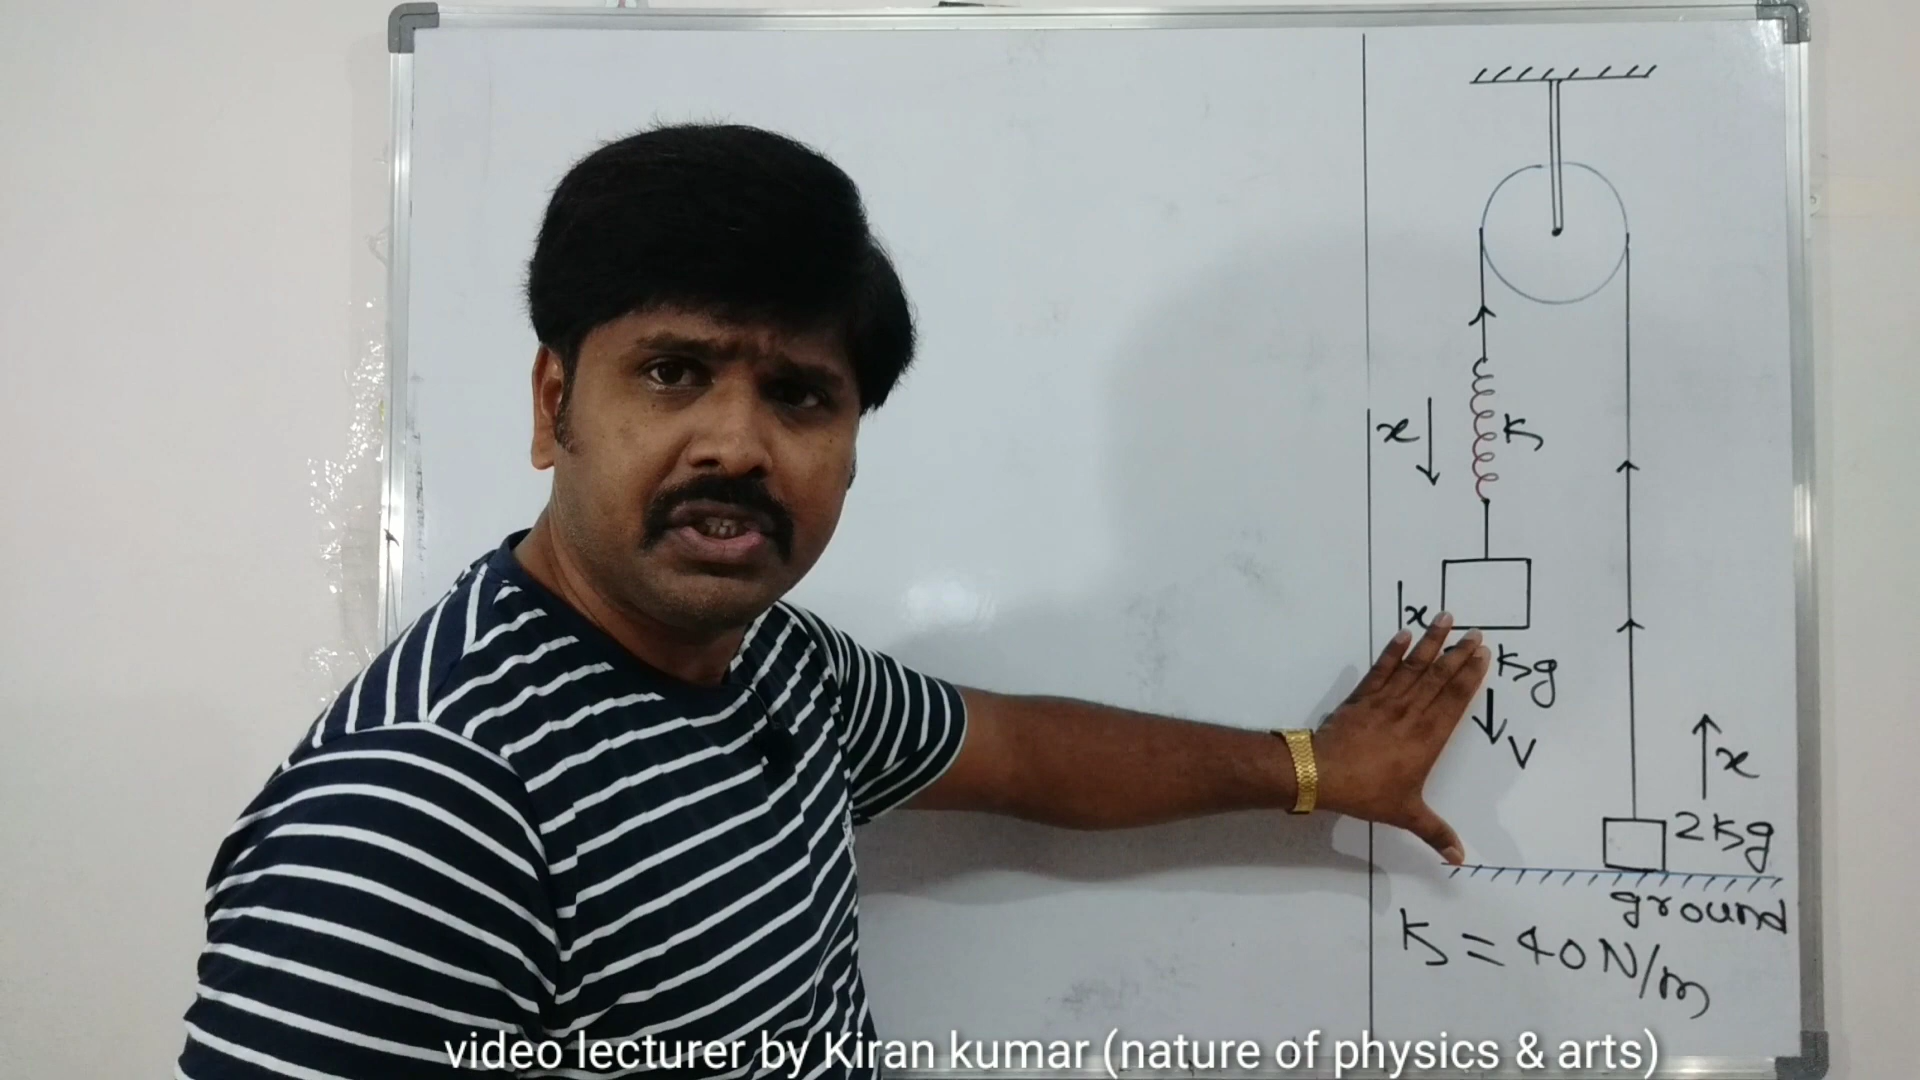 x
K
x
Kg
V
x
2Kg
ground
K = 40 N/m
video lecturer by Kiran kumar (nature of physics & arts)